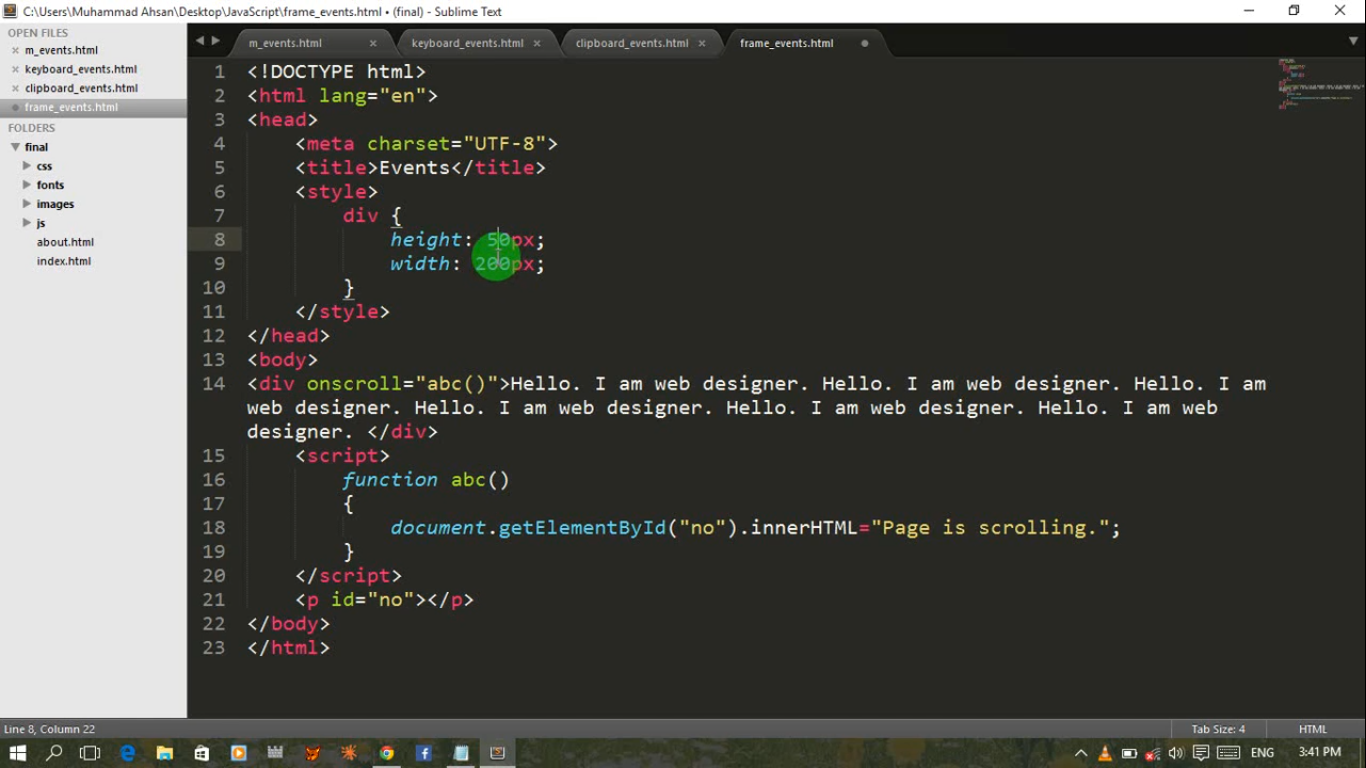 C:\Users\Muhammad Ahsan\Desktop\JavaScript\frame_events.html • (final) - Sublime Text
OPEN FILES
m_events.html
keyboard_events.html
clipboard_events.html
frame_events.html
FOLDERS
final
css
fonts
images
js
about.html
index.html
m_events.html keyboard_events.html clipboard_events.html frame_events.html
1 <!DOCTYPE html>
2 <html lang="en">
3 <head>
4 <meta charset="UTF-8">
5 <title>Events</title>
6 <style>
7 div {
8 height: 50px;
9 width: 200px;
10 }
11 </style>
12 </head>
13 <body>
14 <div onscroll="abc()">Hello. I am web designer. Hello. I am web designer. Hello. I am
web designer. Hello. I am web designer. Hello. I am web designer. Hello. I am web
designer. </div>
15 <script>
16 function abc()
17 {
18 document.getElementById("no").innerHTML="Page is scrolling.";
19 }
20 </script>
21 <p id="no"></p>
22 </body>
23 </html>
Line 8, Column 22
Tab Size: 4
HTML
ENG
3:41 PM